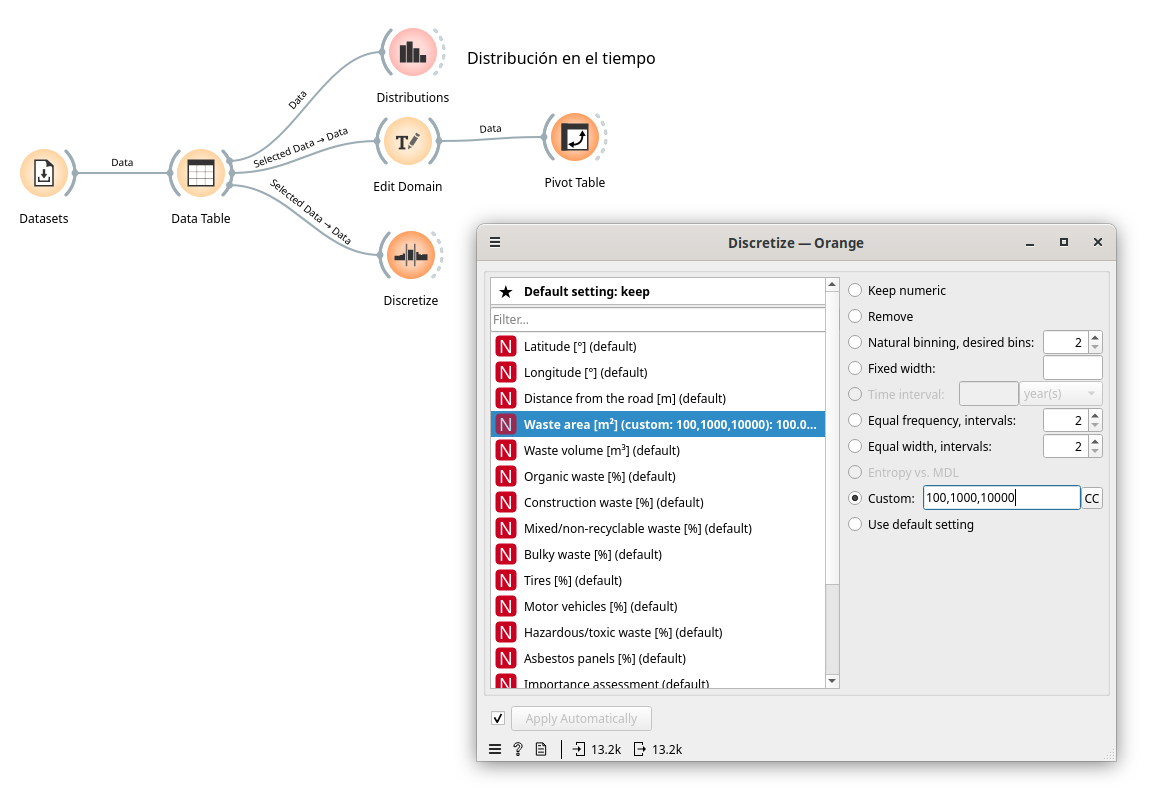 Distribución en el tiempo
Distributions
Data
Selected Data → Data
Data
Edit Domain
Pivot Table
Data
Datasets
Data Table
Selected Data → Data
Discretize
Discretize — Orange
Default setting: keep
Filter...
N Latitude [°] (default)
N Longitude [°] (default)
N Distance from the road [m] (default)
N Waste area [m²] (custom: 100,1000,10000): 100.0...
N Waste volume [m³] (default)
N Organic waste [%] (default)
N Construction waste [%] (default)
N Mixed/non-recyclable waste [%] (default)
N Bulky waste [%] (default)
N Tires [%] (default)
N Motor vehicles [%] (default)
N Hazardous/toxic waste [%] (default)
N Asbestos panels [%] (default)
N Importance assessment (default)
Keep numeric
Remove
Natural binning, desired bins: 2
Fixed width:
Time interval: year(s)
Equal frequency, intervals: 2
Equal width, intervals: 2
Entropy vs. MDL
Custom: 100,1000,10000 CC
Use default setting
Apply Automatically
? 13.2k 13.2k